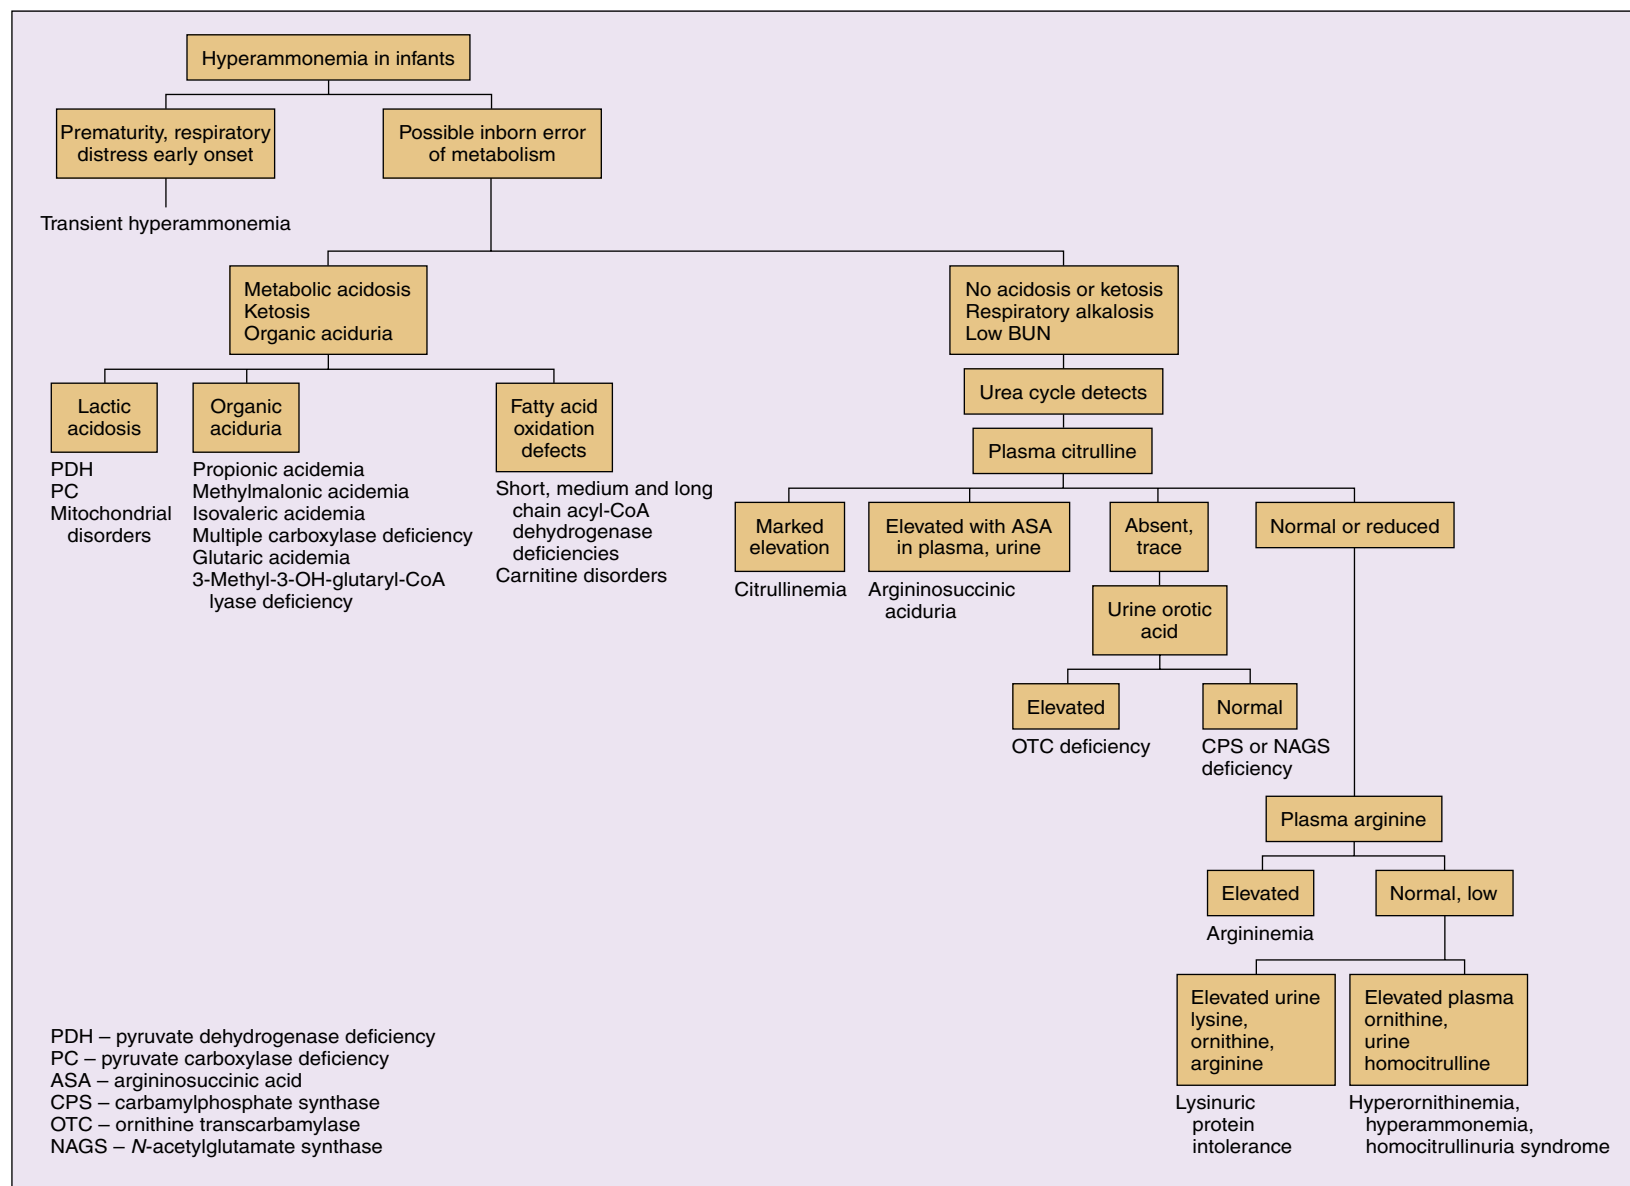 Hyperammonemia in infants
Prematurity, respiratory
distress early onset
Possible inborn error
of metabolism
Transient hyperammonemia
Metabolic acidosis
Ketosis
Organic aciduria
No acidosis or ketosis
Respiratory alkalosis
Low BUN
Lactic
acidosis
Organic
aciduria
Fatty acid
oxidation
defects
Urea cycle detects
Plasma citrulline
PDH
PC
Mitochondrial
disorders
Propionic acidemia
Methylmalonic acidemia
Isovaleric acidemia
Multiple carboxylase deficiency
Glutaric acidemia
3-Methyl-3-OH-glutaryl-CoA
lyase deficiency
Short, medium and long
chain acyl-CoA
dehydrogenase
deficiencies
Carnitine disorders
Marked
elevation
Elevated with ASA
in plasma, urine
Absent,
trace
Normal or reduced
Citrullinemia
Argininosuccinic
aciduria
Urine orotic
acid
Elevated
Normal
OTC deficiency
CPS or NAGS
deficiency
Plasma arginine
Elevated
Normal, low
Argininemia
Elevated urine
lysine,
ornithine,
arginine
Elevated plasma
ornithine,
urine
homocitrulline
Lysinuric
protein
intolerance
Hyperornithinemia,
hyperammonemia,
homocitrullinuria syndrome
PDH – pyruvate dehydrogenase deficiency
PC – pyruvate carboxylase deficiency
ASA – argininosuccinic acid
CPS – carbamylphosphate synthase
OTC – ornithine transcarbamylase
NAGS – N-acetylglutamate synthase